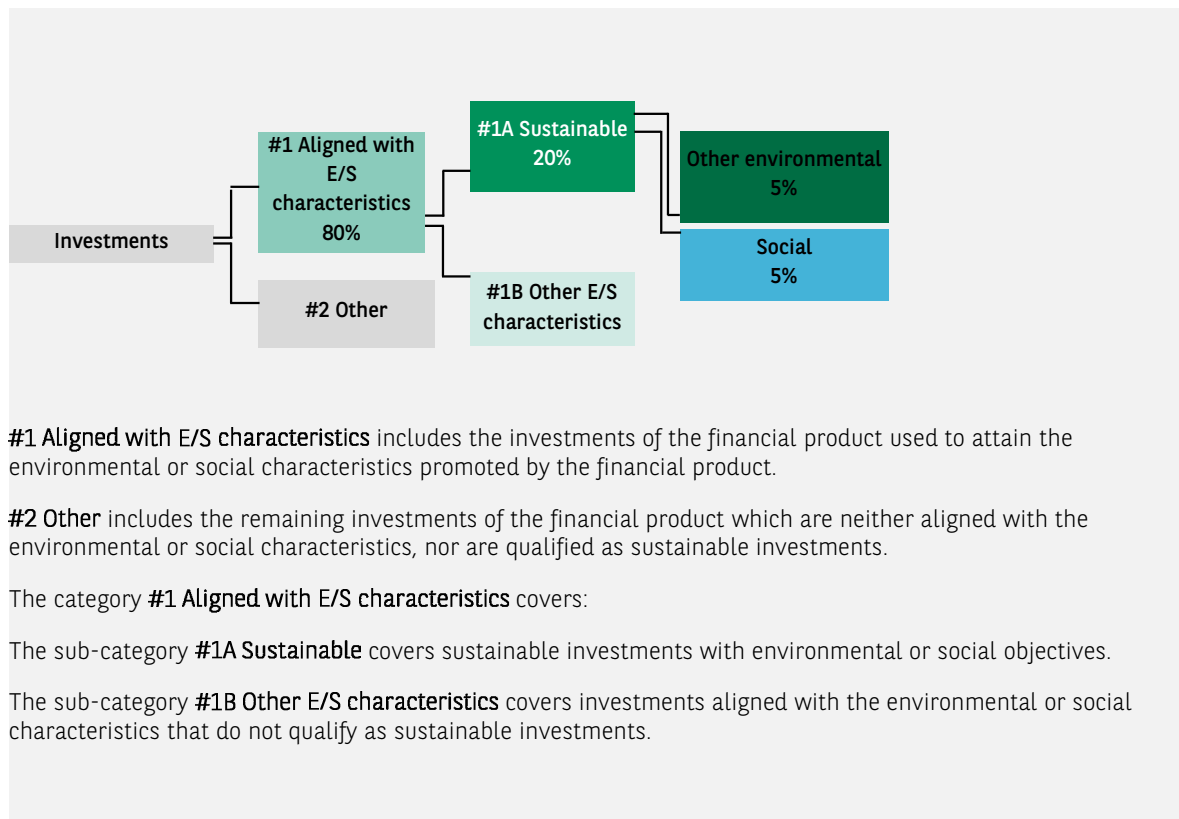 #1A Sustainable
20%
#1 Aligned with
E/S
characteristics
80%
Other environmental
5%
Investments
Social
5%
#2 Other
#1B Other E/S
characteristics
#1 Aligned with E/S characteristics includes the investments of the financial product used to attain the
environmental or social characteristics promoted by the financial product.
#2 Other includes the remaining investments of the financial product which are neither aligned with the
environmental or social characteristics, nor are qualified as sustainable investments.
The category #1 Aligned with E/S characteristics covers:
The sub-category #1A Sustainable covers sustainable investments with environmental or social objectives.
The sub-category #1B Other E/S characteristics covers investments aligned with the environmental or social
characteristics that do not qualify as sustainable investments.